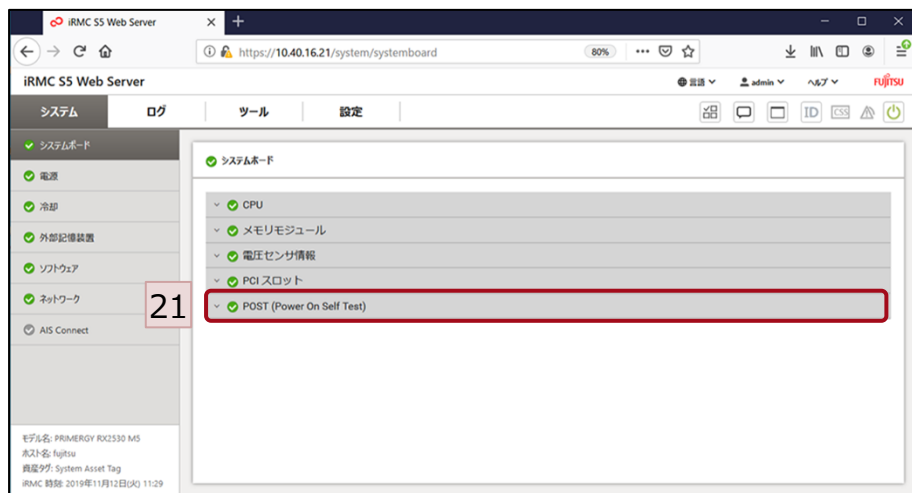 iRMC S5 Web Server
https://10.40.16.21/system/systemboard
80%
iRMC S5 Web Server
言語
admin
ヘルプ
FUJITSU
システム
ログ
ツール
設定
ID
CSS
システムボード
電源
冷却
外部記憶装置
ソフトウェア
ネットワーク
AIS Connect
システムボード
CPU
メモリモジュール
電圧センサ情報
PCI スロット
21
POST (Power On Self Test)
モデル名: PRIMERGY RX2530 M5
ホスト名: fujitsu
資産タグ: System Asset Tag
iRMC 時刻: 2019年11月12日(火) 11:29